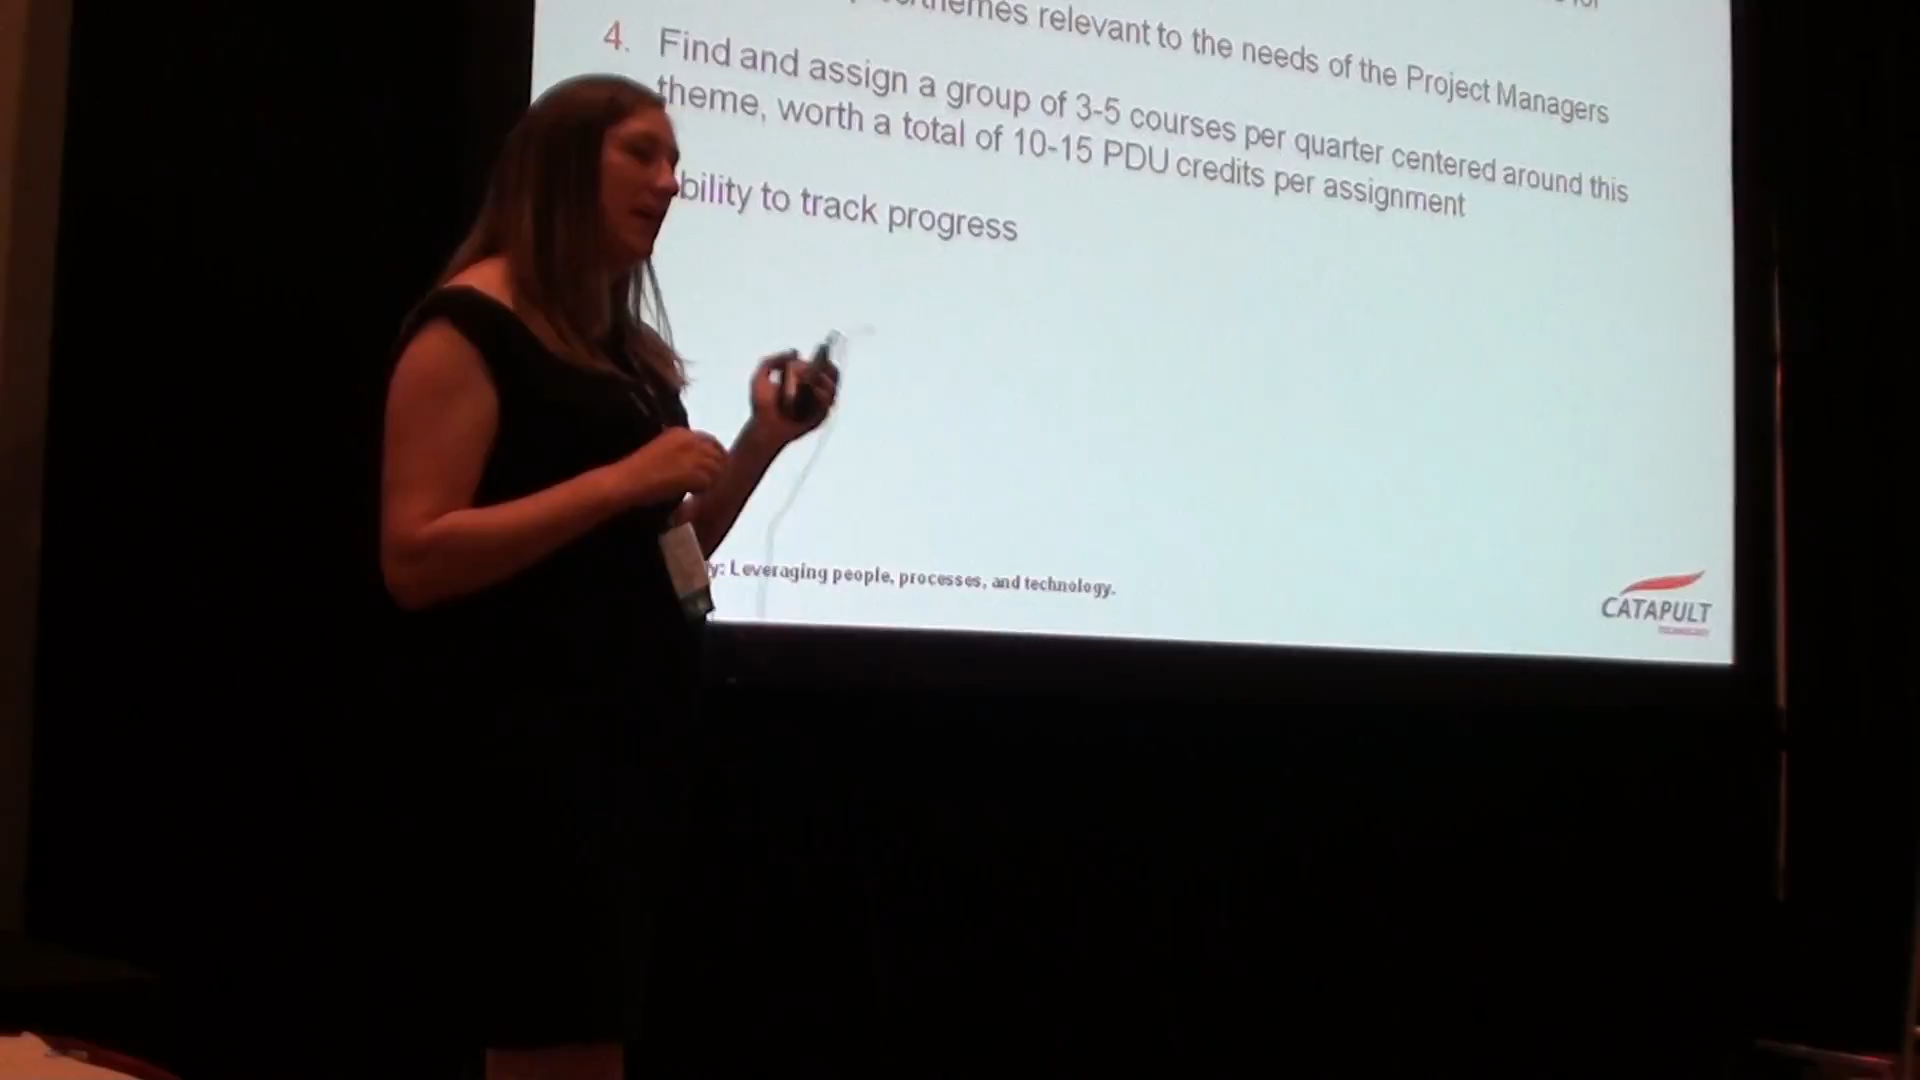 themes relevant to the needs of the Project Managers
4. Find and assign a group of 3-5 courses per quarter centered around this
theme, worth a total of 10-15 PDU credits per assignment
bility to track progress
y: Leveraging people, processes, and technology.
CATAPULT
TECHNOLOGY